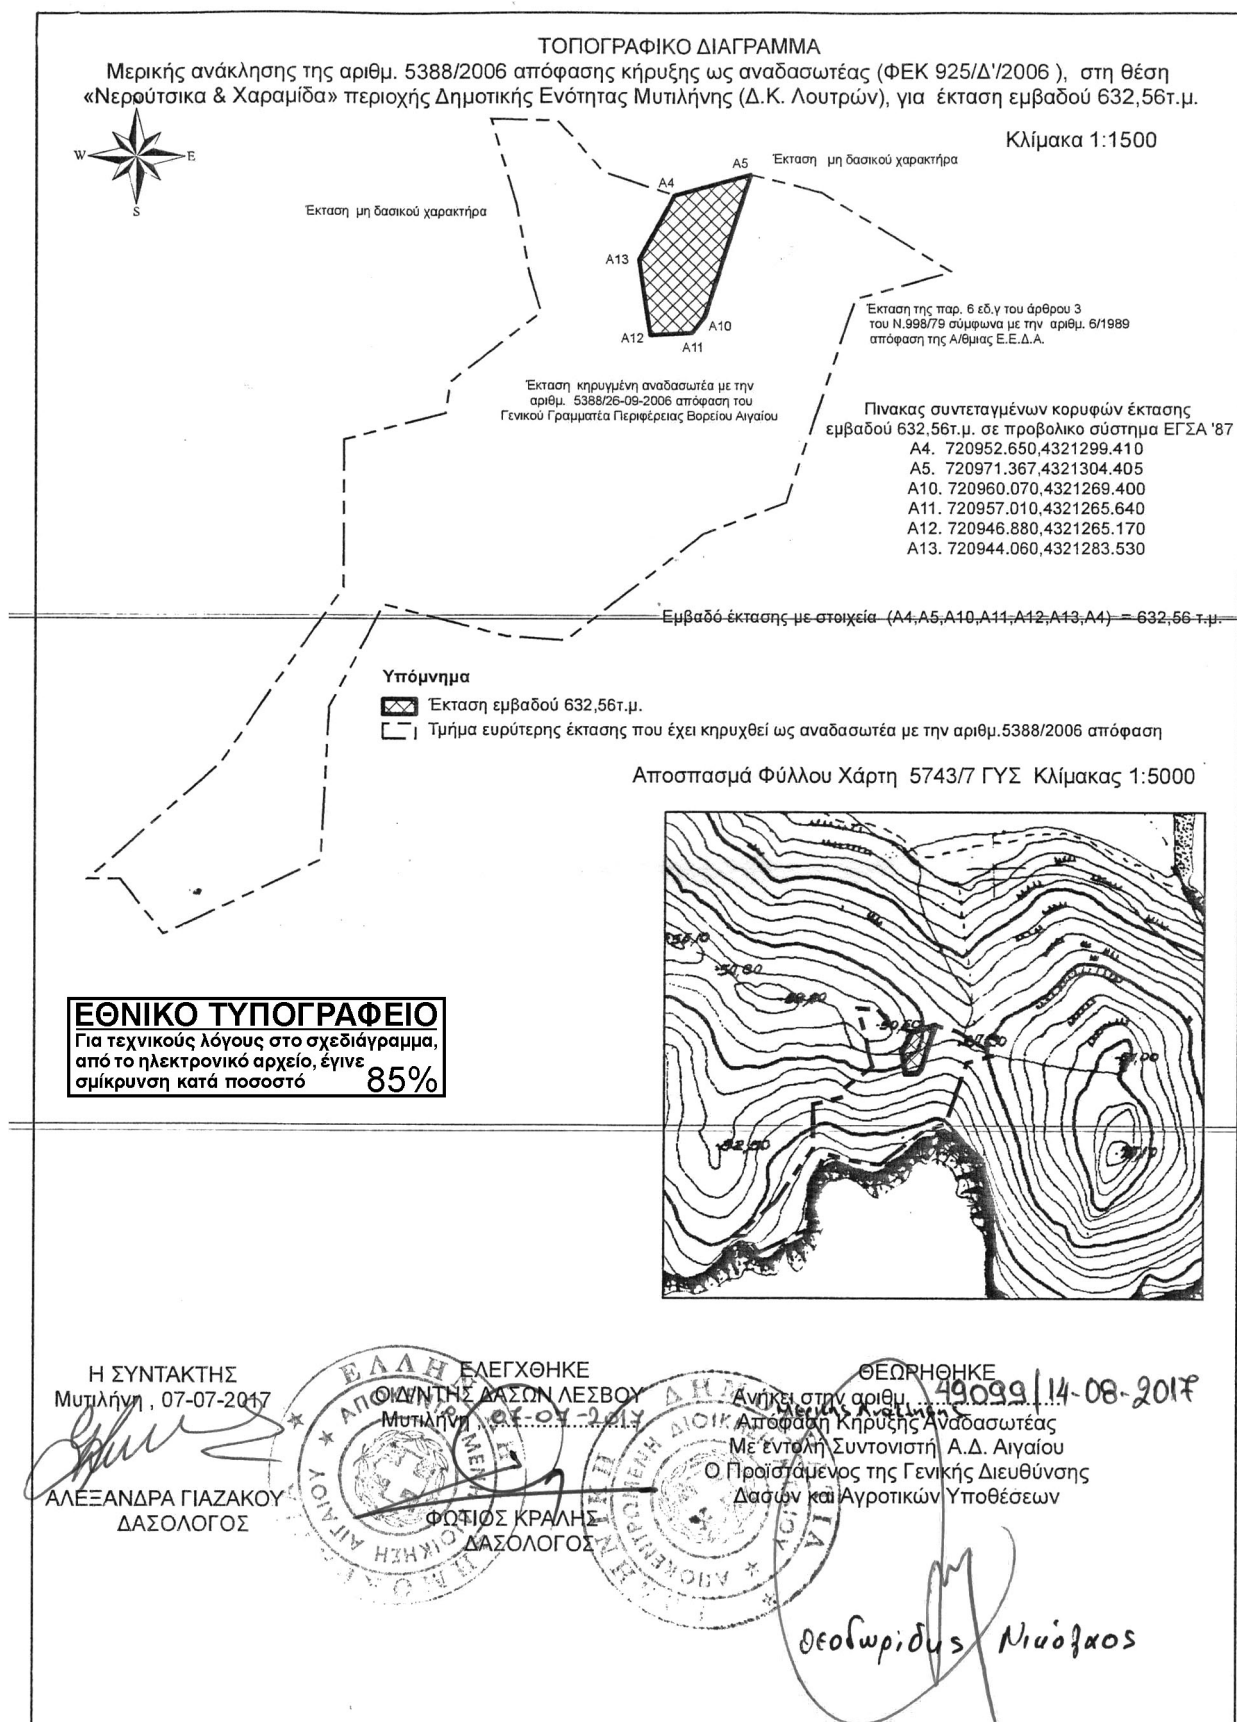 ΤΟΠΟΓΡΑΦΙΚΟ ΔΙΑΓΡΑΜΜΑ
Μερικής ανάκλησης της αριθμ. 5388/2006 απόφασης κήρυξης ως αναδασωτέας (ΦΕΚ 925/Δ'/2006 ), στη θέση
«Νερούτσικα & Χαραμίδα» περιοχής Δημοτικής Ενότητας Μυτιλήνης (Δ.Κ. Λουτρών), για έκταση εμβαδού 632,56τ.μ.
Κλίμακα 1:1500
N
W
E
S
A5
Έκταση μη δασικού χαρακτήρα
A4
Έκταση μη δασικού χαρακτήρα
A13
A10
A12
A11
Έκταση της παρ. 6 εδ.γ του άρθρου 3
του Ν.998/79 σύμφωνα με την αριθμ. 6/1989
απόφαση της Α/θμιας Ε.Ε.Δ.Α.
Έκταση κηρυγμένη αναδασωτέα με την
αριθμ. 5388/26-09-2006 απόφαση του
Γενικού Γραμματέα Περιφέρειας Βορείου Αιγαίου
Πινακας συντεταγμένων κορυφών έκτασης
εμβαδού 632,56τ.μ. σε προβολικο σύστημα ΕΓΣΑ '87
A4. 720952.650,4321299.410
A5. 720971.367,4321304.405
A10. 720960.070,4321269.400
A11. 720957.010,4321265.640
A12. 720946.880,4321265.170
A13. 720944.060,4321283.530
Εμβαδό έκτασης με στοιχεία (A4,A5,A10,A11,A12,A13,A4) = 632,56 τ.μ.
Υπόμνημα
Έκταση εμβαδού 632,56τ.μ.
Τμήμα ευρύτερης έκτασης που έχει κηρυχθεί ως αναδασωτέα με την αριθμ.5388/2006 απόφαση
Αποσπασμά Φύλλου Χάρτη 5743/7 ΓΥΣ Κλίμακας 1:5000
ΕΘΝΙΚΟ ΤΥΠΟΓΡΑΦΕΙΟ
Για τεχνικούς λόγους στο σχεδιάγραμμα,
από το ηλεκτρονικό αρχείο, έγινε
σμίκρυνση κατά ποσοστό 85%
Η ΣΥΝΤΑΚΤΗΣ
Μυτιλήνη , 07-07-2017
ΑΛΕΞΑΝΔΡΑ ΓΙΑΖΑΚΟΥ
ΔΑΣΟΛΟΓΟΣ
ΕΛΕΓΧΘΗΚΕ
Ο Δ/ΝΤΗΣ ΔΑΣΩΝ ΛΕΣΒΟΥ
Μυτιλήνη 07-07-2017
ΦΩΤΙΟΣ ΚΡΑΛΗΣ
ΔΑΣΟΛΟΓΟΣ
ΘΕΩΡΗΘΗΚΕ
Ανήκει στην αριθμ. 49099/14-08-2017
Απόφαση Κήρυξης Αναδασωτέας
Με εντολή Συντονιστή Α.Δ. Αιγαίου
Ο Προϊστάμενος της Γενικής Διευθύνσης
Δασών και Αγροτικών Υποθέσεων
Θεοδωρίδης Νικόλαος